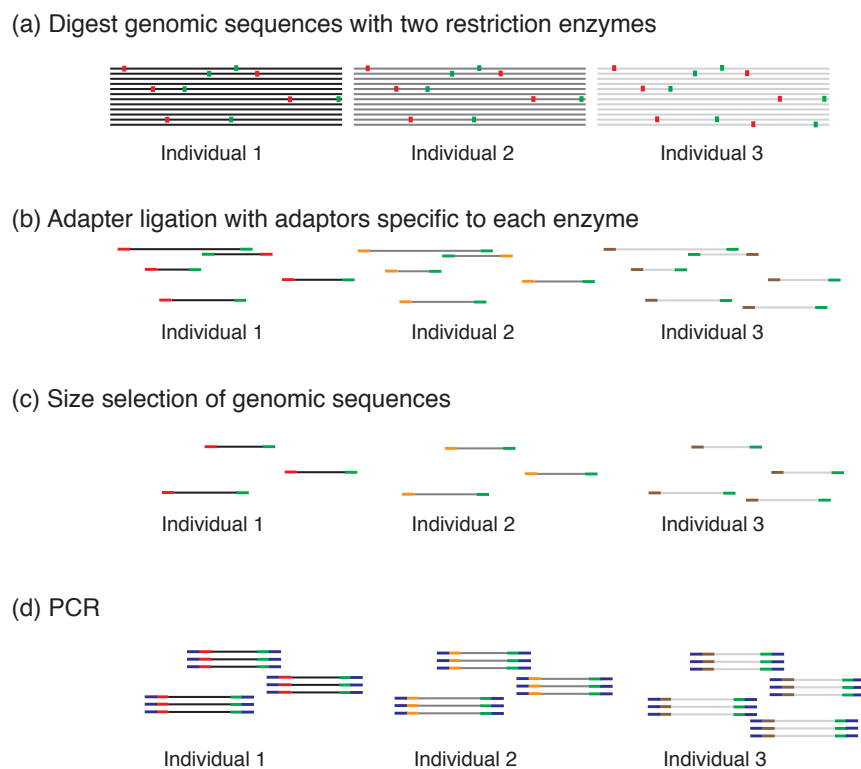 (a) Digest genomic sequences with two restriction enzymes
Individual 1 Individual 2 Individual 3
(b) Adapter ligation with adaptors specific to each enzyme
Individual 1 Individual 2 Individual 3
(c) Size selection of genomic sequences
Individual 1 Individual 2 Individual 3
(d) PCR
Individual 1 Individual 2 Individual 3